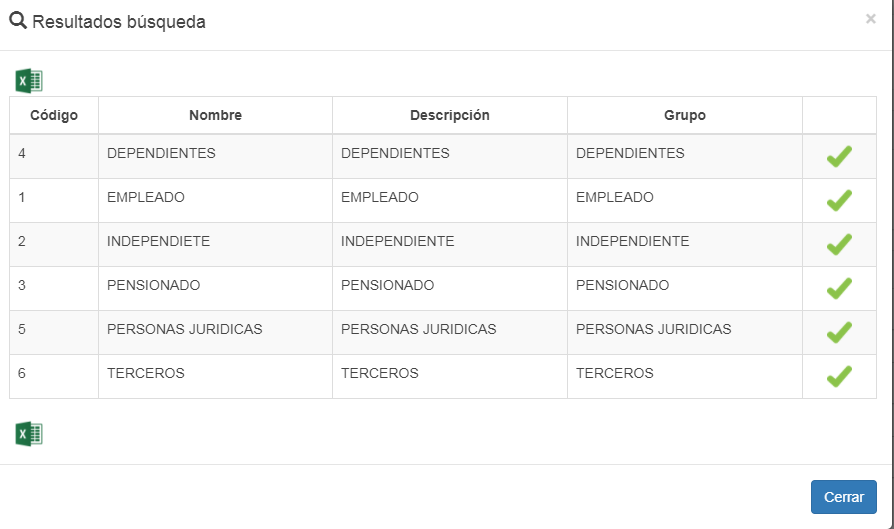 Resultados búsqueda
×
Código Nombre Descripción Grupo
4 DEPENDIENTES DEPENDIENTES DEPENDIENTES
1 EMPLEADO EMPLEADO EMPLEADO
2 INDEPENDIETE INDEPENDIENTE INDEPENDIENTE
3 PENSIONADO PENSIONADO PENSIONADO
5 PERSONAS JURIDICAS PERSONAS JURIDICAS PERSONAS JURIDICAS
6 TERCEROS TERCEROS TERCEROS
Cerrar